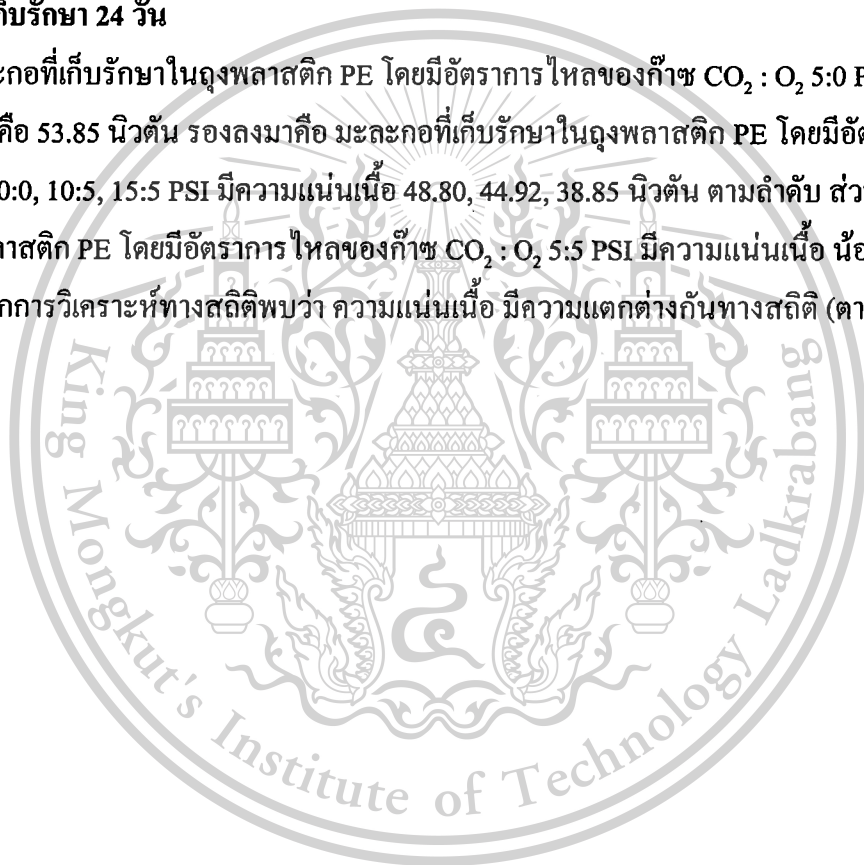 เก็บรักษา 24 วัน
ะกอที่เก็บรักษาในถุงพลาสติก PE โดยมีอัตราการไหลของก๊าซ CO₂ : O₂ 5:0
คือ 53.85 นิวตัน รองลงมาคือ มะละกอที่เก็บรักษาในถุงพลาสติก PE โดยมีอัต
0:0, 10:5, 15:5 PSI มีความแน่นเนื้อ 48.80, 44.92, 38.85 นิวตัน ตามลำดับ ส่ว
าสติก PE โดยมีอัตราการไหลของก๊าซ CO₂ : O₂ 5:5 PSI มีความแน่นเนื้อ น้อ
กการวิเคราะห์ทางสถิติพบว่า ความแน่นเนื้อ มีความแตกต่างกันทางสถิติ (ตา
King Mongkut's Institute of Technology Ladkrabang